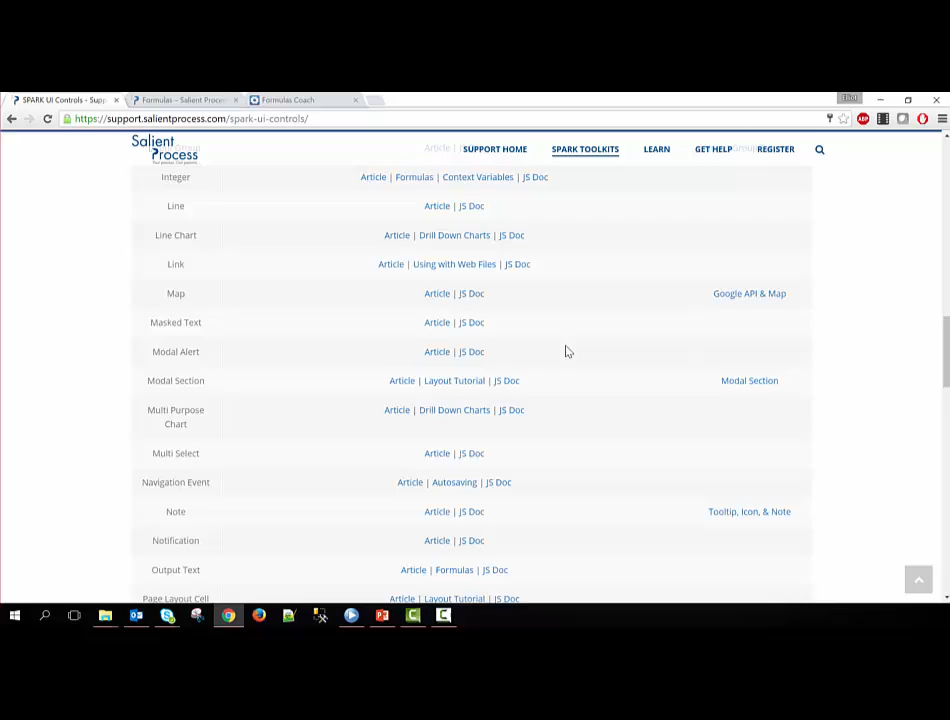 SPARK UI Controls - Supp
Formulas – Salient Proces
Formulas Coach
Elliot
https://support.salientprocess.com/spark-ui-controls/
ABP
Salient Process
SUPPORT HOME
SPARK TOOLKITS
LEARN
GET HELP
REGISTER
Article |
Integer
Article | Formulas | Context Variables | JS Doc
Line
Article | JS Doc
Line Chart
Article | Drill Down Charts | JS Doc
Link
Article | Using with Web Files | JS Doc
Map
Article | JS Doc
Google API & Map
Masked Text
Article | JS Doc
Modal Alert
Article | JS Doc
Modal Section
Article | Layout Tutorial | JS Doc
Modal Section
Multi Purpose
Chart
Article | Drill Down Charts | JS Doc
Multi Select
Article | JS Doc
Navigation Event
Article | Autosaving | JS Doc
Note
Article | JS Doc
Tooltip, Icon, & Note
Notification
Article | JS Doc
Output Text
Article | Formulas | JS Doc
Page Layout Cell
Article | Layout Tutorial | JS Doc